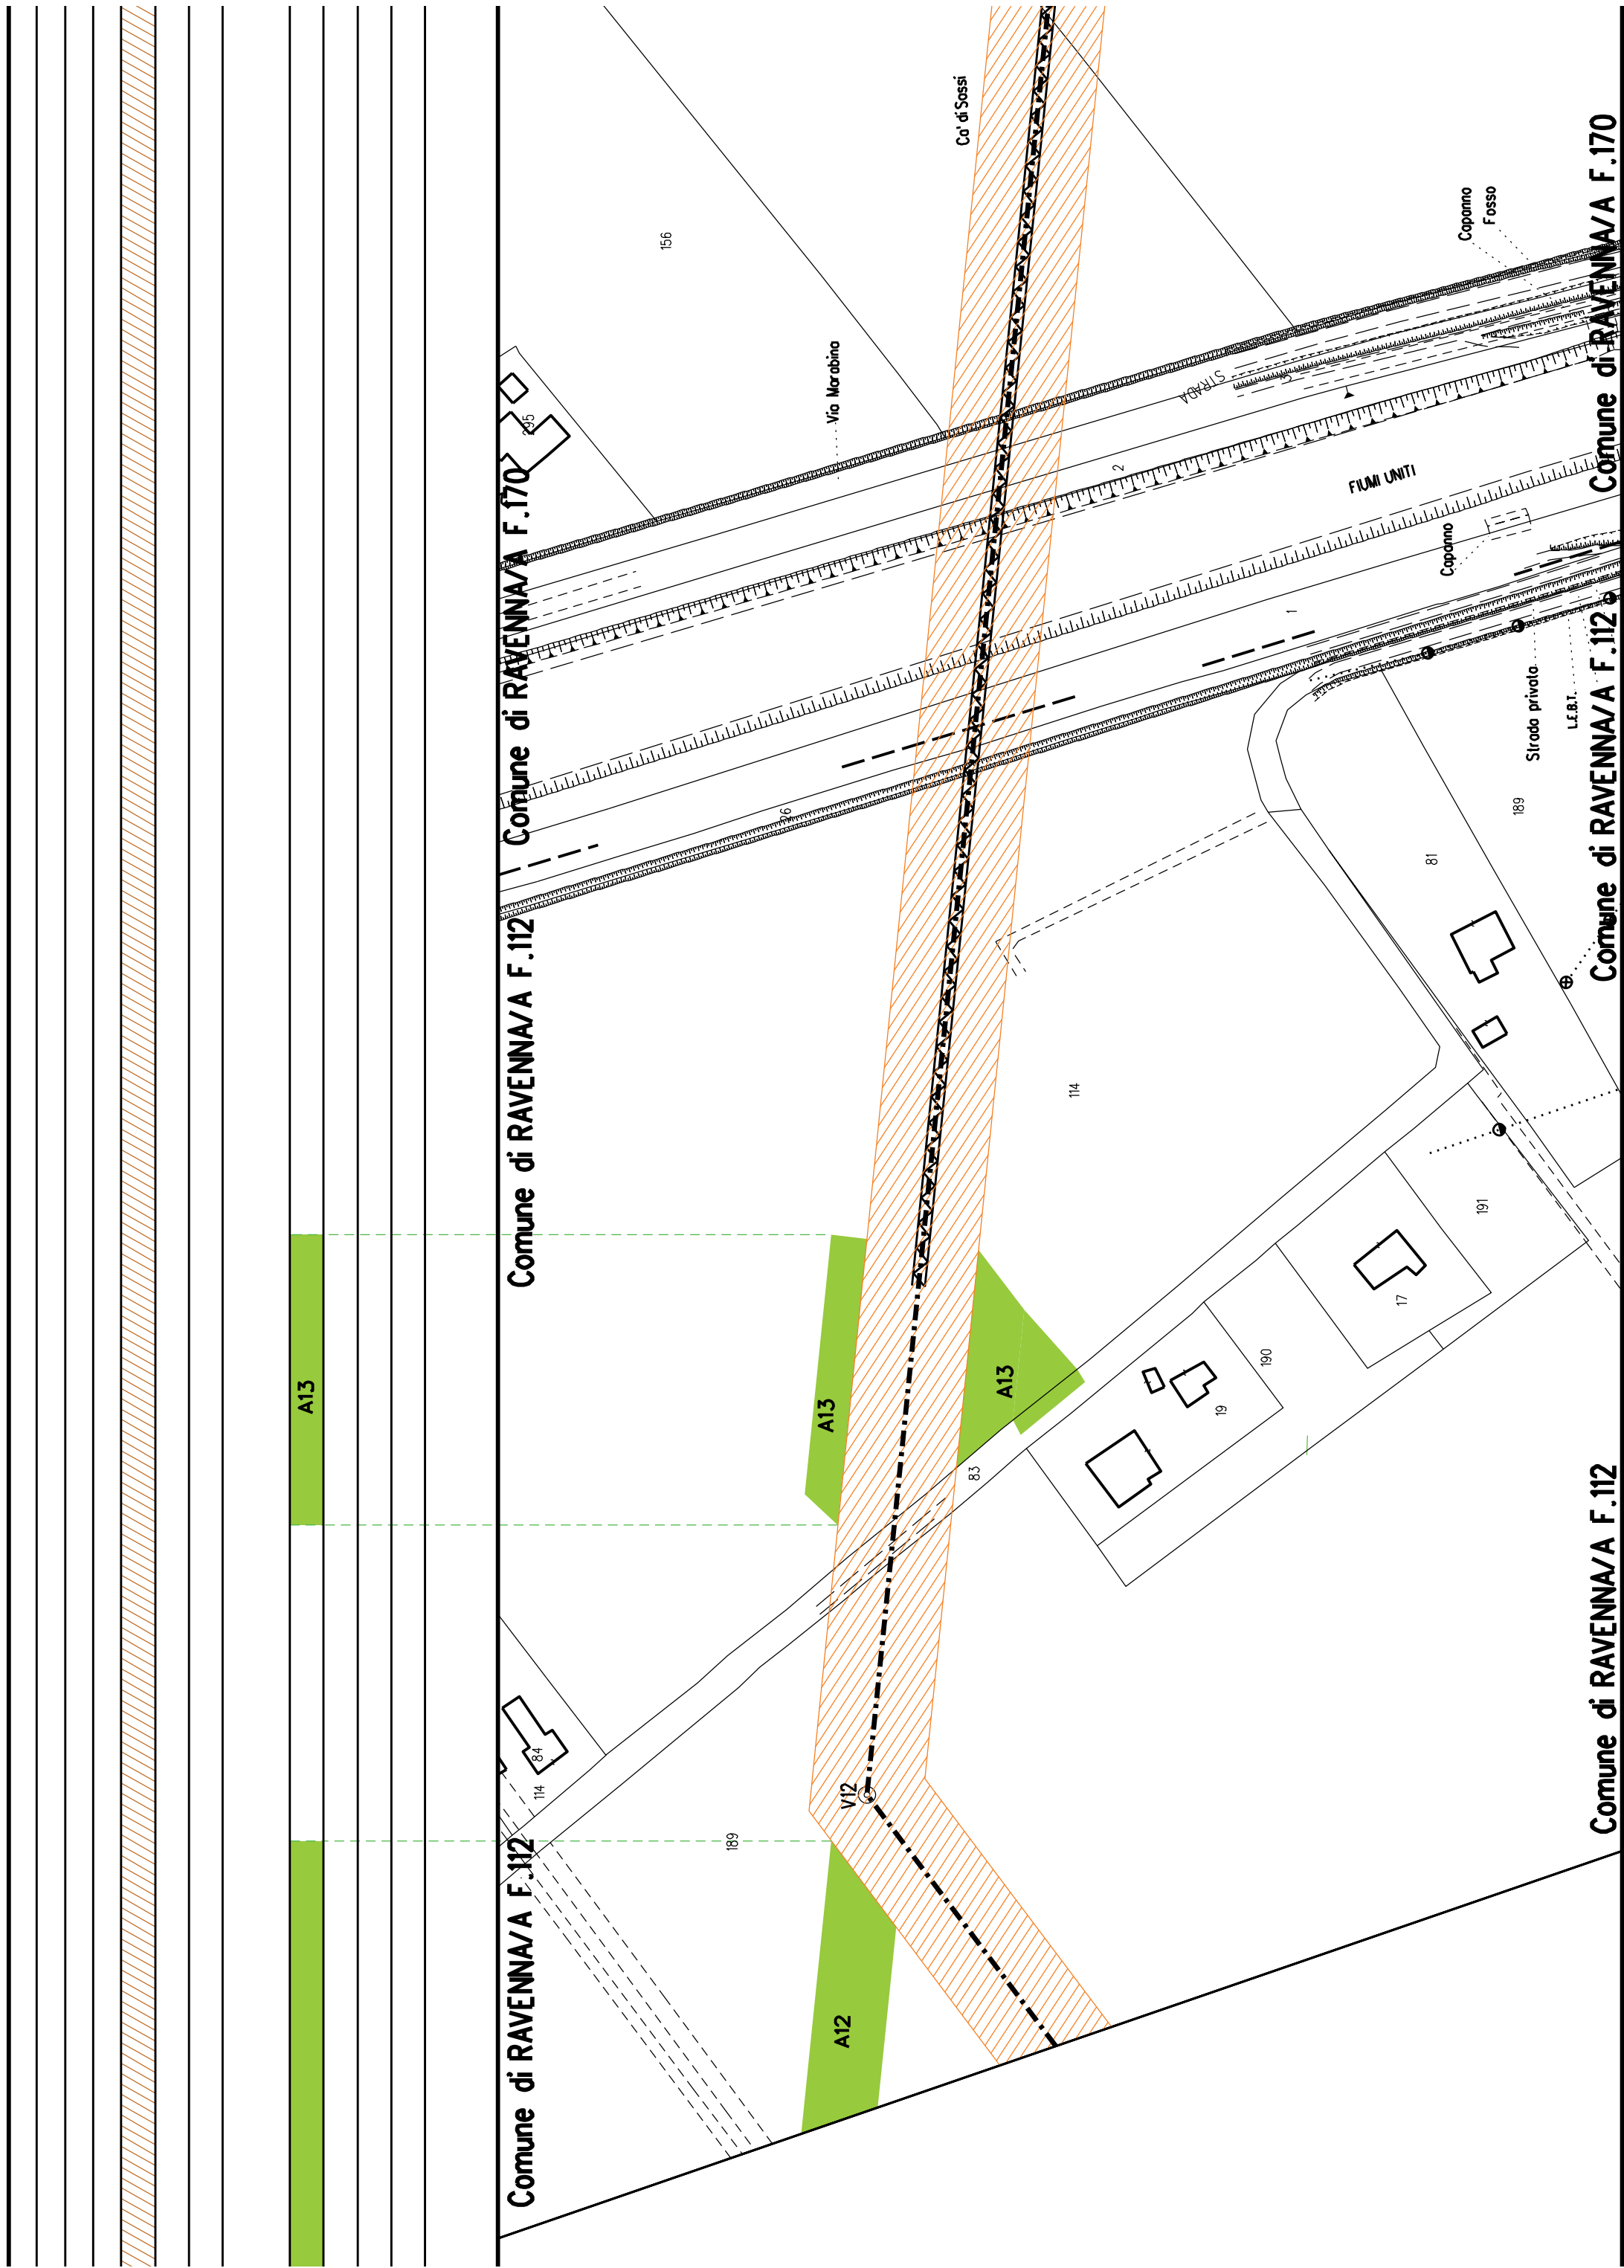 Ca' di Sassi
156
Capanno
Fosso
Comune di RAVENNA/A F.170
Via Marabina
STRADA
2
FIUMI UNITI
Comune di RAVENNA/A F.170
Capanno
1
Strada privata
L.E.B.T.
Comune di RAVENNA/A F.112
189
81
26
Comune di RAVENNA/A F.112
114
191
17
190
19
A13
A13
A13
83
Comune di RAVENNA/A F.112
V12
84
114
189
Comune di RAVENNA/A F.112
A12